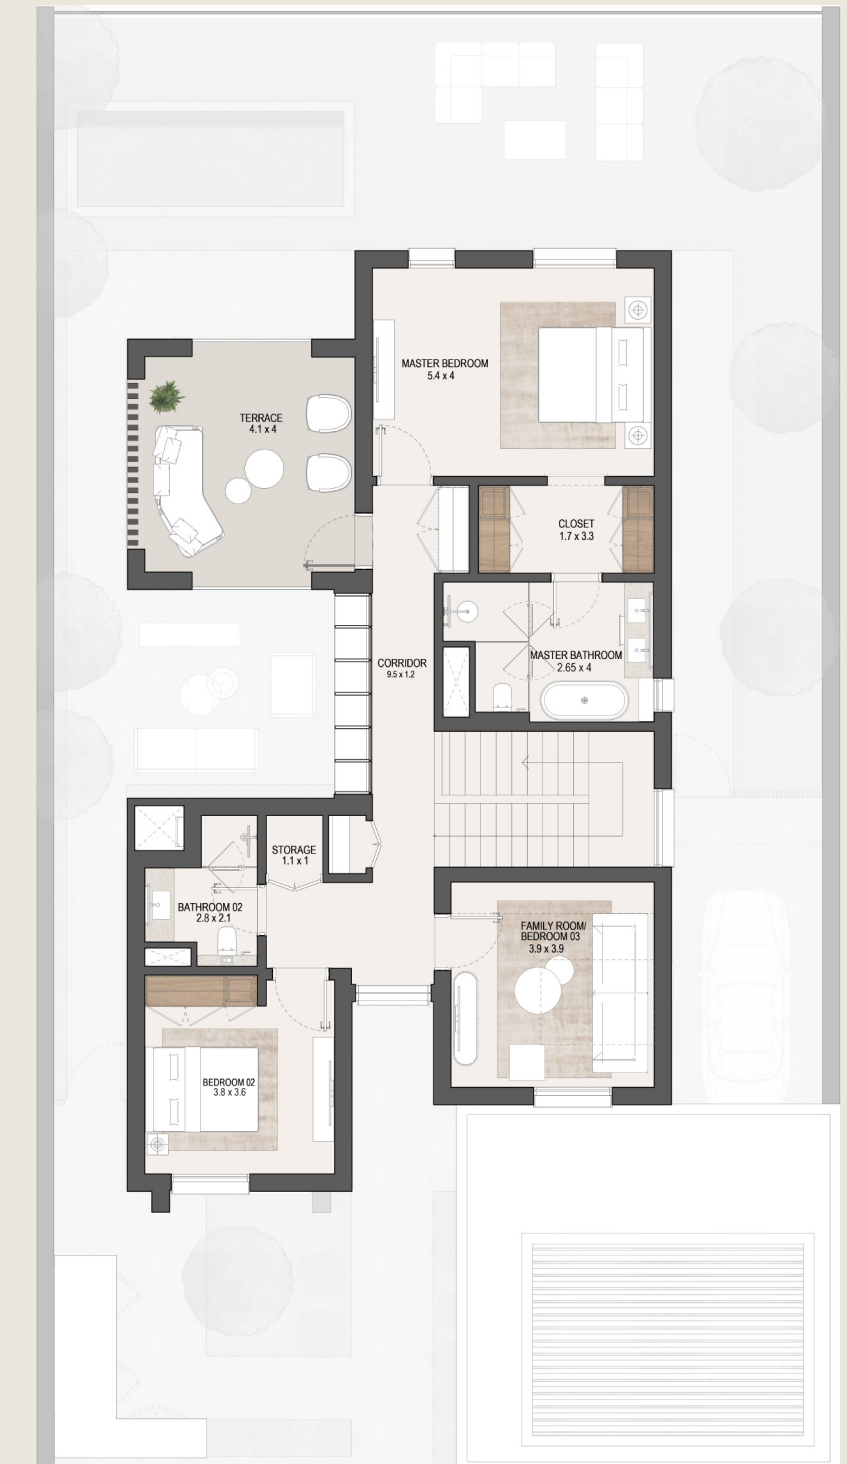 MASTER BEDROOM
5.4 x 4
TERRACE
4.1 x 4
CLOSET
1.7 x 3.3
MASTER BATHROOM
2.65 x 4
CORRIDOR
9.5 x 1.2
STORAGE
1.1 x 1
BATHROOM 02
2.8 x 2.1
FAMILY ROOM/
BEDROOM 03
3.9 x 3.9
BEDROOM 02
3.8 x 3.6